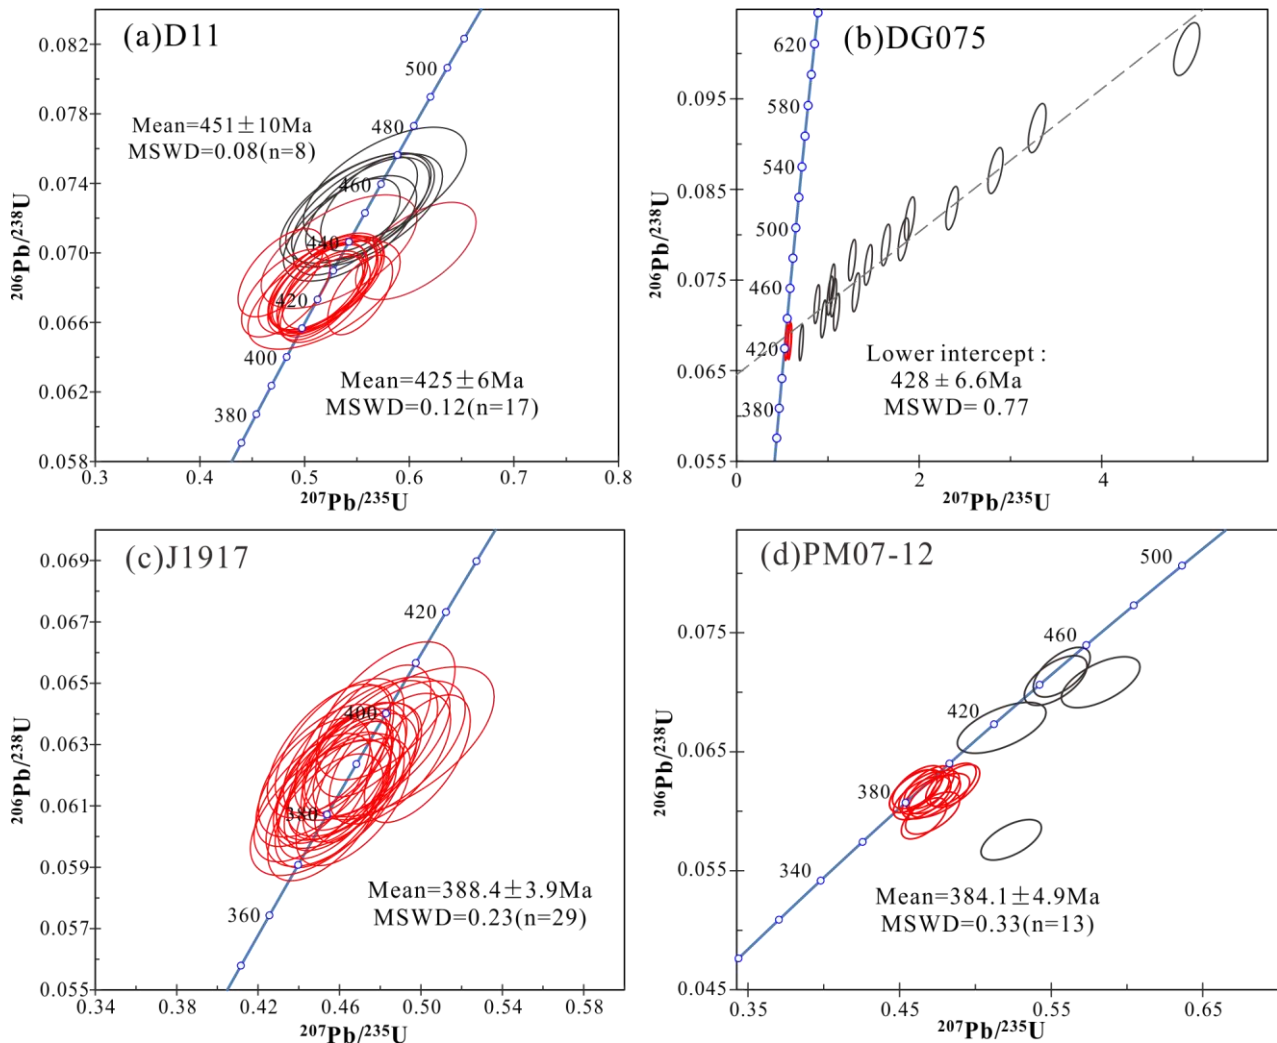 (a)D11
0.082
0.078
0.074
0.070
0.066
0.062
0.058
0.3
0.4
0.5
0.6
0.7
0.8
500
480
460
440
420
400
380
Mean=451±10Ma
MSWD=0.08(n=8)
Mean=425±6Ma
MSWD=0.12(n=17)
²⁰⁶Pb/²³⁸U
²⁰⁷Pb/²³⁵U
(b)DG075
0.095
0.085
0.075
0.065
0.055
0
2
4
620
580
540
500
460
420
380
Lower intercept :
428 ± 6.6Ma
MSWD= 0.77
²⁰⁶Pb/²³⁸U
²⁰⁷Pb/²³⁵U
(c)J1917
0.069
0.067
0.065
0.063
0.061
0.059
0.057
0.055
0.34
0.42
0.46
0.50
0.56
420
400
380
360
Mean=388.4±3.9Ma
MSWD=0.23(n=29)
²⁰⁶Pb/²³⁸U
²⁰⁷Pb/²³⁵U
(d)PM07-12
0.075
0.065
0.055
0.045
0.35
0.45
0.55
0.65
500
460
420
380
340
Mean=384.1±4.9Ma
MSWD=0.33(n=13)
²⁰⁶Pb/²³⁸U
²⁰⁷Pb/²³⁵U